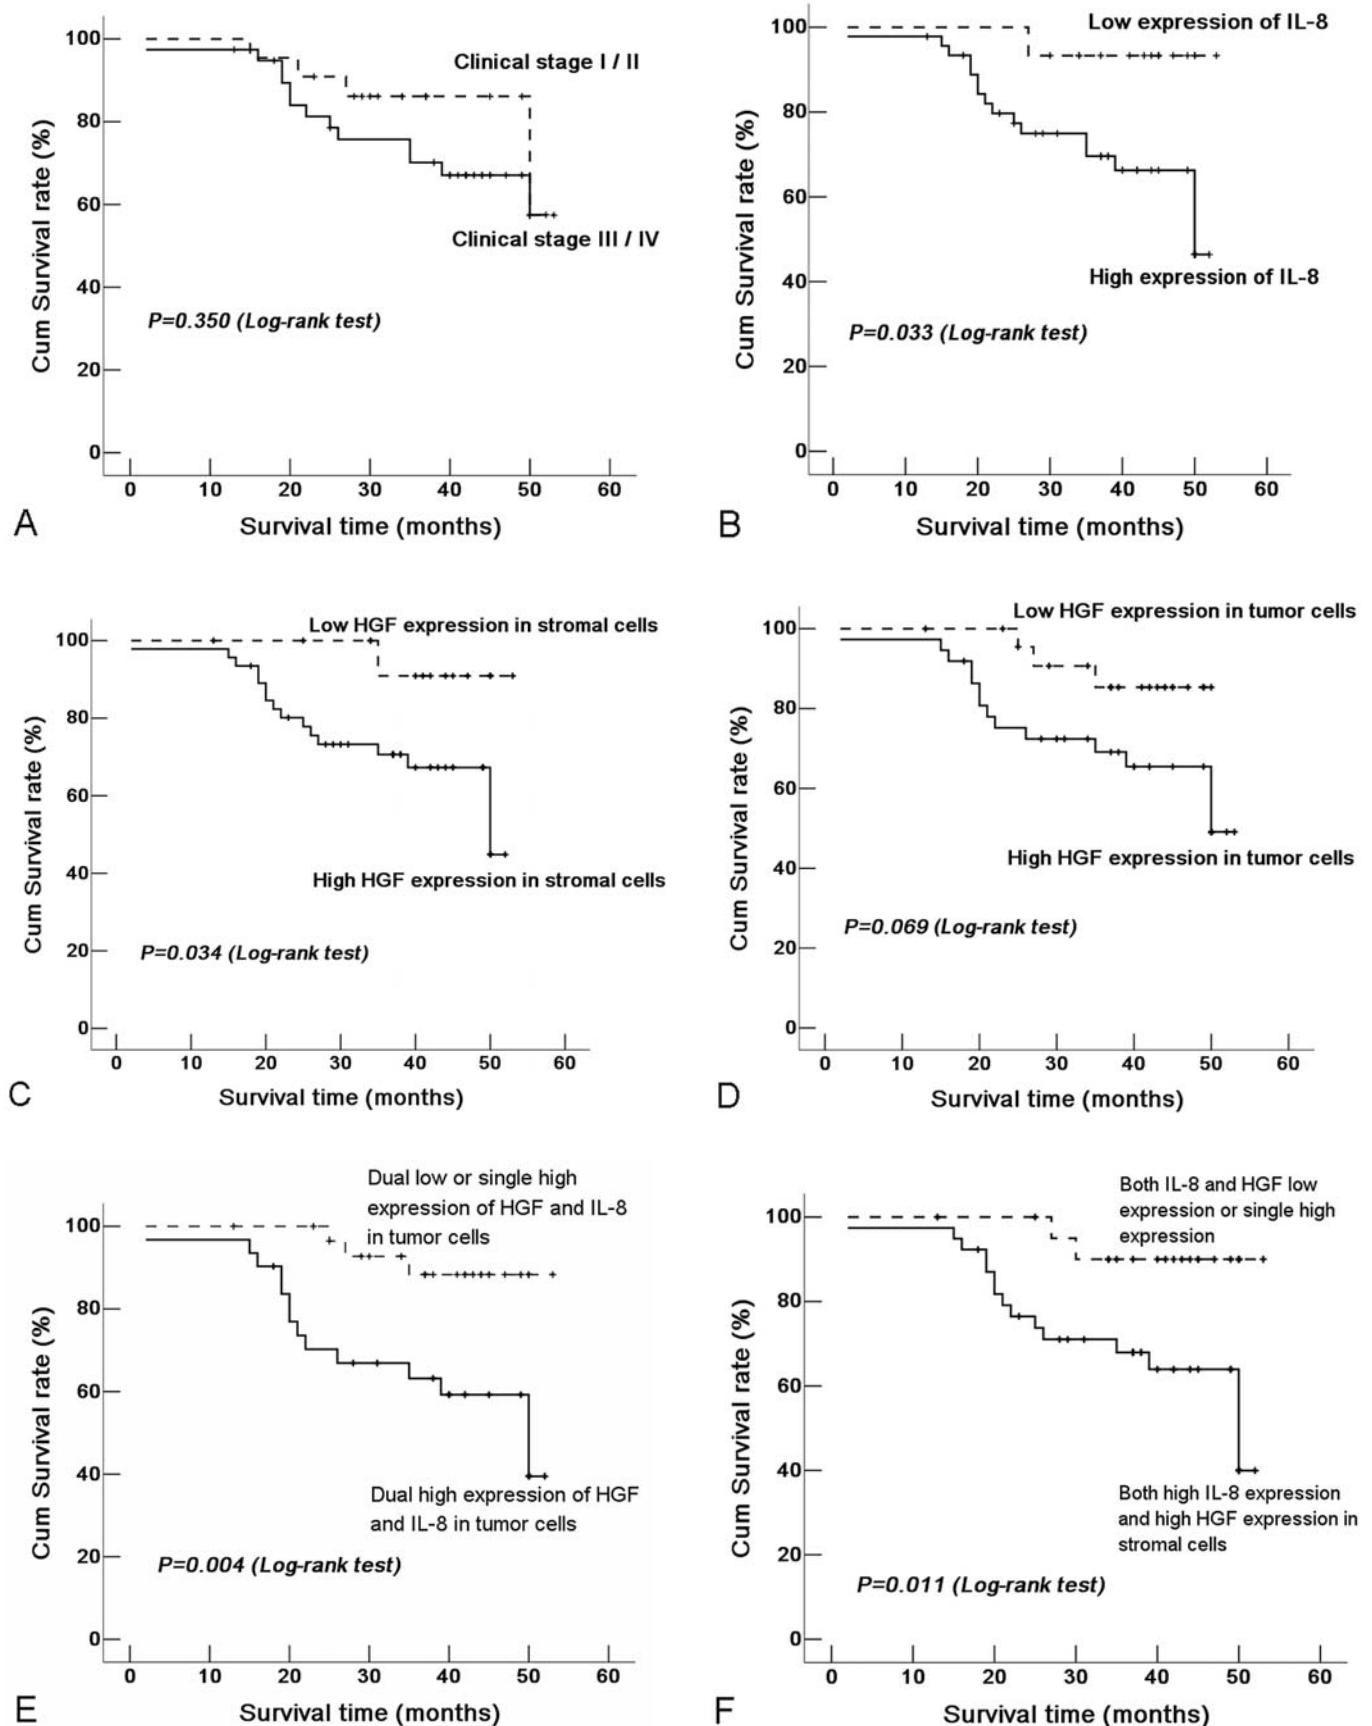 100
80
60
40
20
0
Cum Survival rate (%)
Clinical stage I / II
Clinical stage III / IV
P=0.350 (Log-rank test)
0 10 20 30 40 50 60
Survival time (months)
A
100
80
60
40
20
0
Cum Survival rate (%)
Low expression of IL-8
High expression of IL-8
P=0.033 (Log-rank test)
0 10 20 30 40 50 60
Survival time (months)
B
100
80
60
40
20
0
Cum Survival rate (%)
Low HGF expression in stromal cells
High HGF expression in stromal cells
P=0.034 (Log-rank test)
0 10 20 30 40 50 60
Survival time (months)
C
100
80
60
40
20
0
Cum Survival rate (%)
Low HGF expression in tumor cells
High HGF expression in tumor cells
P=0.069 (Log-rank test)
0 10 20 30 40 50 60
Survival time (months)
D
100
80
60
40
20
0
Cum Survival rate (%)
Dual low or single high
expression of HGF and IL-8
in tumor cells
Dual high expression of HGF
and IL-8 in tumor cells
P=0.004 (Log-rank test)
0 10 20 30 40 50 60
Survival time (months)
E
100
80
60
40
20
0
Cum Survival rate (%)
Both IL-8 and HGF low
expression or single high
expression
Both high IL-8 expression
and high HGF expression in
stromal cells
P=0.011 (Log-rank test)
0 10 20 30 40 50 60
Survival time (months)
F